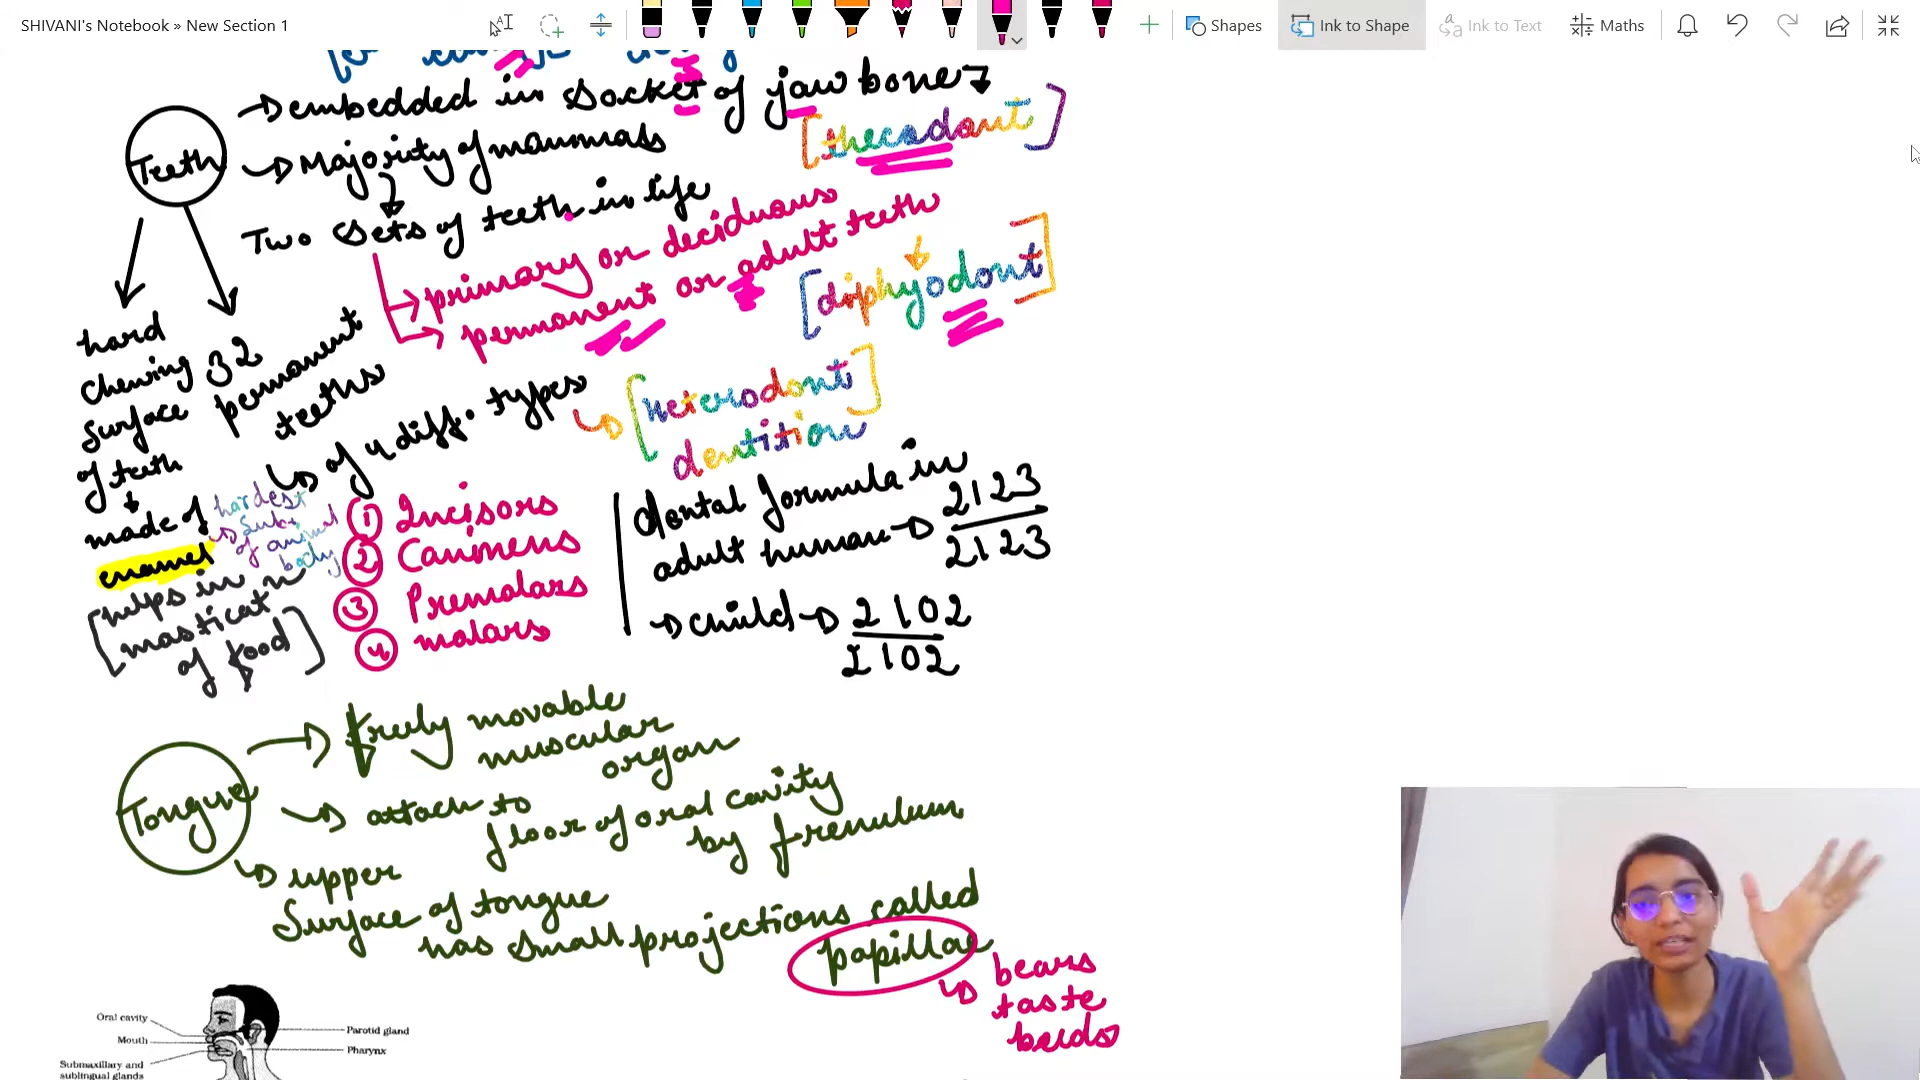 SHIVANI's Notebook » New Section 1
Shapes
Ink to Shape
Ink to Text
Maths
Teeth
embedded in socket of jaw bone
[thecodont]
Majority of mammals
Two sets of teeth in life
primary or deciduous
permanent or adult teeth
[diphyodont]
hard
chewing
surface
of teeth
made of
enamel
hardest
subs
of animal
body
[helps in
masticatn
of food]
32
permanent
teeths
of 4 diff. types
[heterodont]
dentition
① Incisors
② Caninens
③ Premolars
④ molars
dental formula in
adult human 2123
2123
child 2102
2102
Tongue
freely movable
muscular
organ
attach to
floor of oral cavity
by frenulum
upper
surface of tongue
has small projections called
papillae
bears
taste
buds
Oral cavity
Mouth
Submaxillary and
sublingual glands
Parotid gland
Pharynx